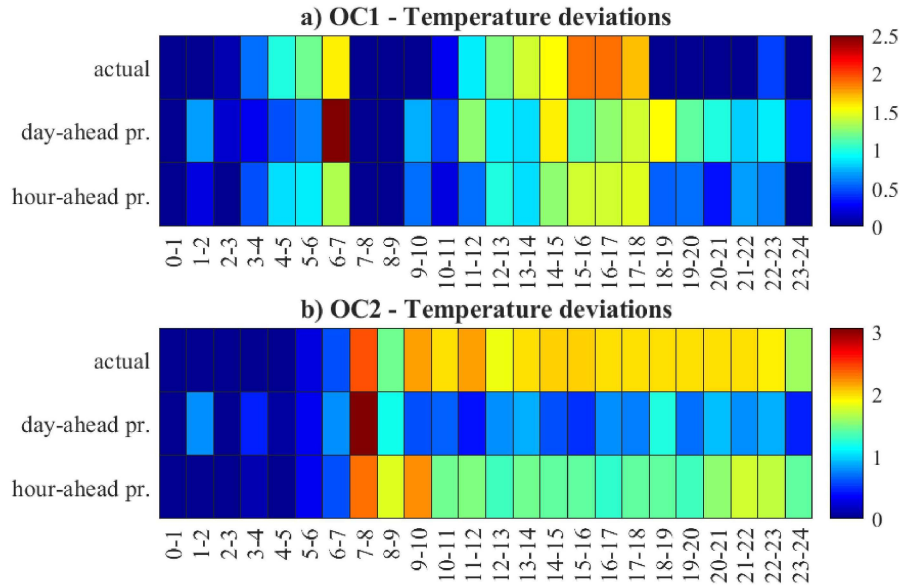 a) OC1 - Temperature deviations
actual
day-ahead pr.
hour-ahead pr.
2.5
2
1.5
1
0.5
0
0-1 1-2 2-3 3-4 4-5 5-6 6-7 7-8 8-9 9-10 10-11 11-12 12-13 13-14 14-15 15-16 16-17 17-18 18-19 19-20 20-21 21-22 22-23 23-24
b) OC2 - Temperature deviations
actual
day-ahead pr.
hour-ahead pr.
3
2
1
0
0-1 1-2 2-3 3-4 4-5 5-6 6-7 7-8 8-9 9-10 10-11 11-12 12-13 13-14 14-15 15-16 16-17 17-18 18-19 19-20 20-21 21-22 22-23 23-24